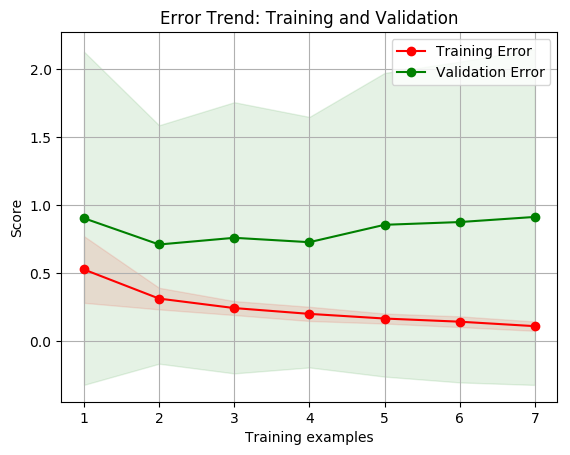 Error Trend: Training and Validation
Training Error
Validation Error
2.0
1.5
1.0
0.5
0.0
Score
1 2 3 4 5 6 7
Training examples